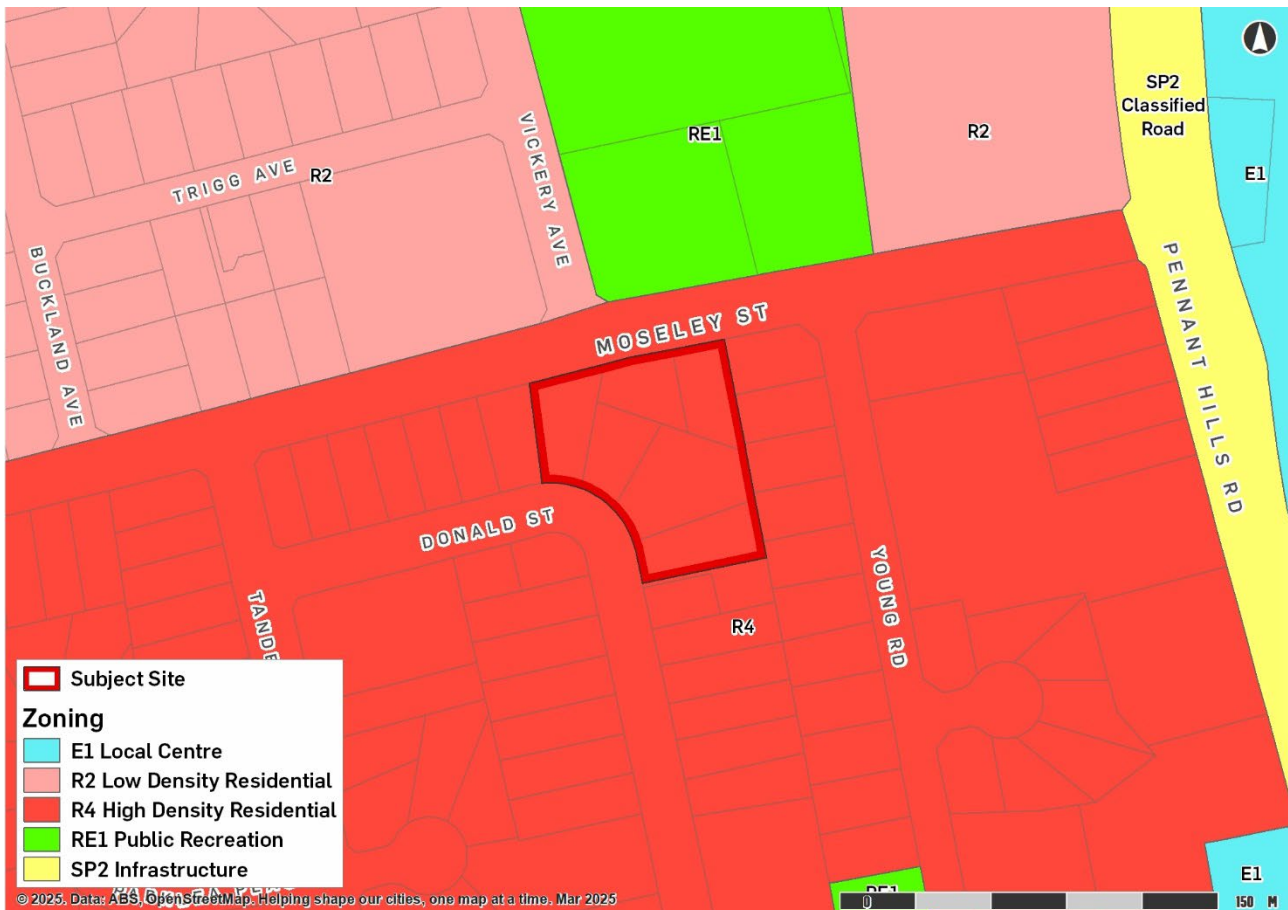 SP2
Classified
Road
RE1
R2
E1
VICKERY AVE
TRIGG AVE
R2
BUCKLAND AVE
PENNANT HILLS RD
MOSELEY ST
DONALD ST
YOUNG RD
R4
Subject Site
Zoning
E1 Local Centre
R2 Low Density Residential
R4 High Density Residential
RE1 Public Recreation
SP2 Infrastructure
E1
RE1
© 2025. Data: ABS, OpenStreetMap. Helping shape our cities, one map at a time. Mar 2025
0 150 M